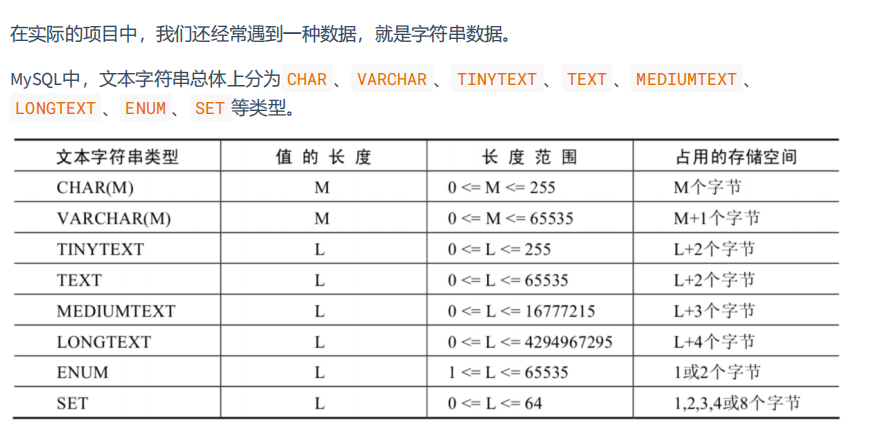 在实际的项目中，我们还经常遇到一种数据，就是字符串数据。
MySQL中，文本字符串总体上分为 CHAR 、 VARCHAR 、 TINYTEXT 、 TEXT 、 MEDIUMTEXT 、
LONGTEXT 、 ENUM 、 SET 等类型。
文本字符串类型 值 的 长 度 长 度 范 围 占用的存储空间
CHAR(M) M 0 <= M <= 255 M个字节
VARCHAR(M) M 0 <= M <= 65535 M+1个字节
TINYTEXT L 0 <= L <= 255 L+2个字节
TEXT L 0 <= L <= 65535 L+2个字节
MEDIUMTEXT L 0 <= L <= 16777215 L+3个字节
LONGTEXT L 0 <= L <= 4294967295 L+4个字节
ENUM L 1 <= L <= 65535 1或2个字节
SET L 0 <= L <= 64 1,2,3,4或8个字节